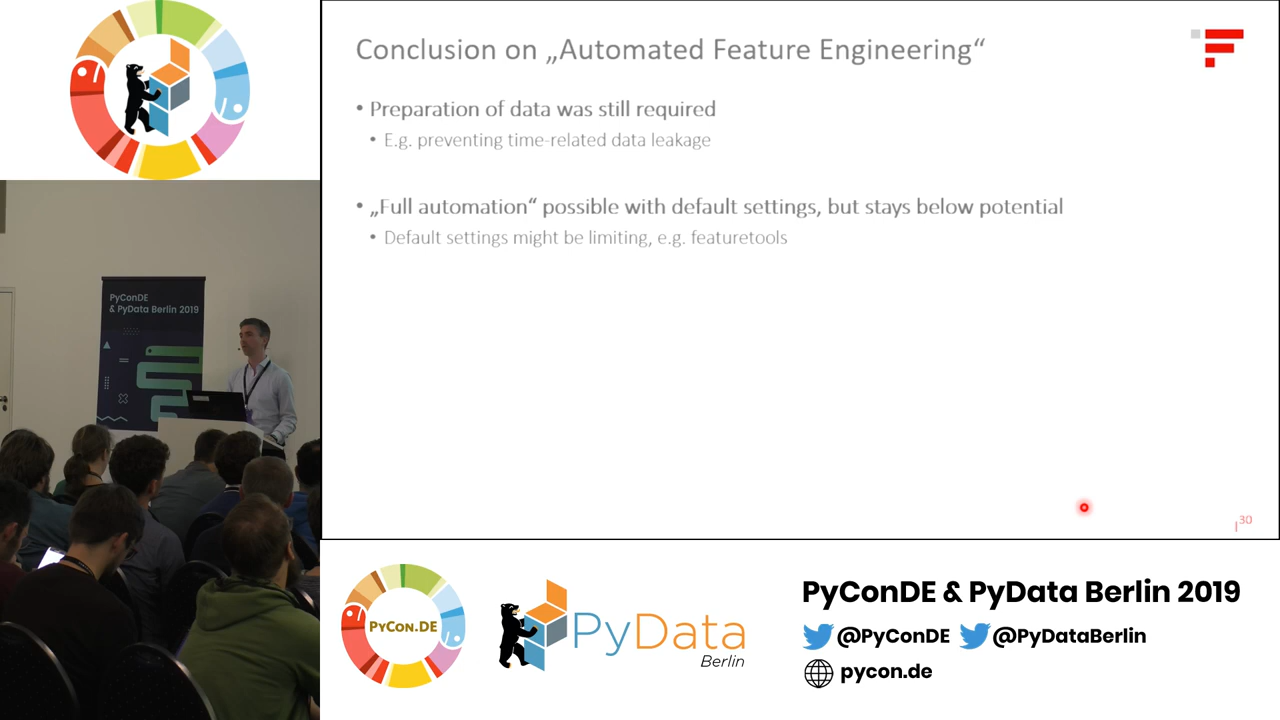 Conclusion on „Automated Feature Engineering“
• Preparation of data was still required
• E.g. preventing time-related data leakage
• „Full automation“ possible with default settings, but stays below potential
• Default settings might be limiting, e.g. featuretools
30
PyConDE
& PyData Berlin 2019
PYCON.DE
PyData
Berlin
PyConDE & PyData Berlin 2019
@PyConDE @PyDataBerlin
pycon.de